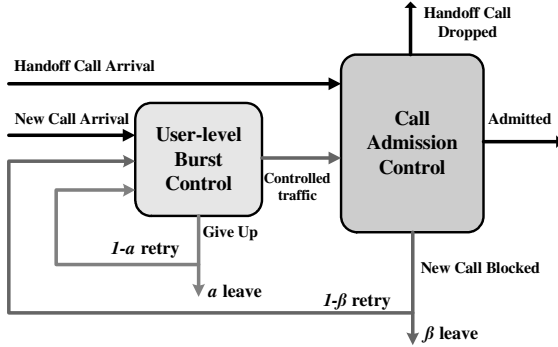 Handoff Call
Dropped
Handoff Call Arrival
New Call Arrival
User-level
Burst
Control
Controlled
traffic
Call
Admission
Control
Admitted
Give Up
1-a retry
a leave
New Call Blocked
1-β retry
β leave